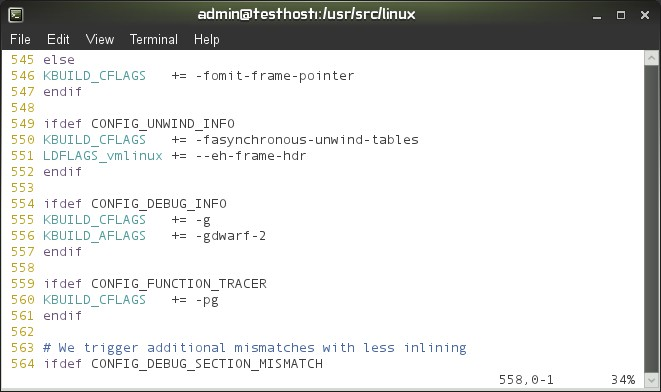 admin@testhost:/usr/src/linux
File Edit View Terminal Help
545 else
546 KBUILD_CFLAGS += -fomit-frame-pointer
547 endif
548
549 ifdef CONFIG_UNWIND_INFO
550 KBUILD_CFLAGS += -fasynchronous-unwind-tables
551 LDFLAGS_vmlinux += --eh-frame-hdr
552 endif
553
554 ifdef CONFIG_DEBUG_INFO
555 KBUILD_CFLAGS += -g
556 KBUILD_AFLAGS += -gdwarf-2
557 endif
558
559 ifdef CONFIG_FUNCTION_TRACER
560 KBUILD_CFLAGS += -pg
561 endif
562
563 # We trigger additional mismatches with less inlining
564 ifdef CONFIG_DEBUG_SECTION_MISMATCH
558,0-1 34%